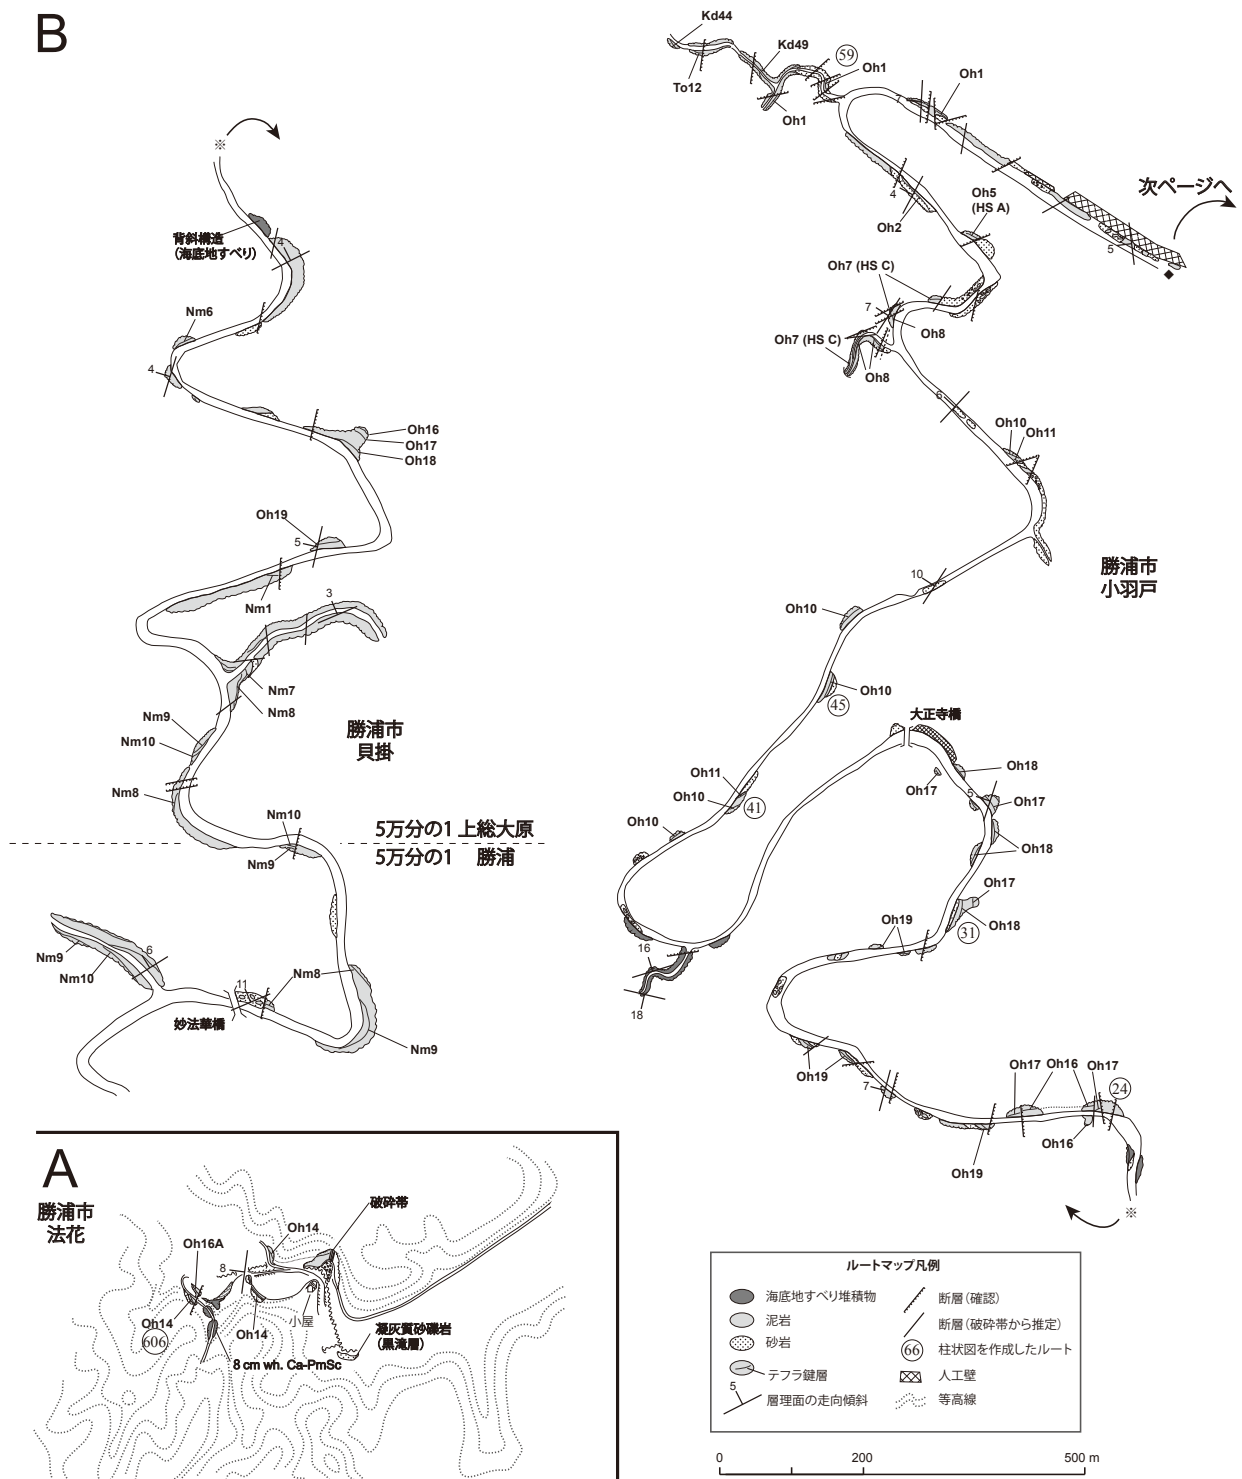 B
※
背斜構造
(海底地すべり)
4
Nm6
4
Oh16
Oh17
Oh18
Oh19
5
Nm1
3
Nm7
Nm8
Nm9
Nm10
勝浦市
貝掛
Nm8
Nm10
Nm9
5万分の1 上総大原
5万分の1 勝浦
Nm9
Nm10
6
11
Nm8
妙法華橋
Nm9
Kd44
To12
Kd49
59
Oh1
Oh1
Oh1
次ページへ
5
◆
4
Oh2
Oh5
(HS A)
Oh7 (HS C)
7
Oh8
Oh7 (HS C)
Oh8
Oh10
Oh11
勝浦市
小羽戸
10
Oh10
Oh10
45
大正寺橋
Oh18
Oh17
5
Oh17
Oh11
Oh10
41
Oh10
Oh18
Oh17
Oh18
31
Oh19
16
18
Oh19
7
Oh17
Oh16
Oh17
24
Oh16
Oh19
※
A
勝浦市
法花
Oh16A
Oh14
8
破砕帯
Oh14
606
Oh14
小屋
凝灰質砂礫岩
(黒滝層)
8 cm wh. Ca-PmSc
ルートマップ凡例
海底地すべり堆積物
泥岩
砂岩
テフラ鍵層
5
層理面の走向傾斜
断層(確認)
断層(破砕帯から推定)
66 柱状図を作成したルート
人工壁
等高線
0 200 500 m